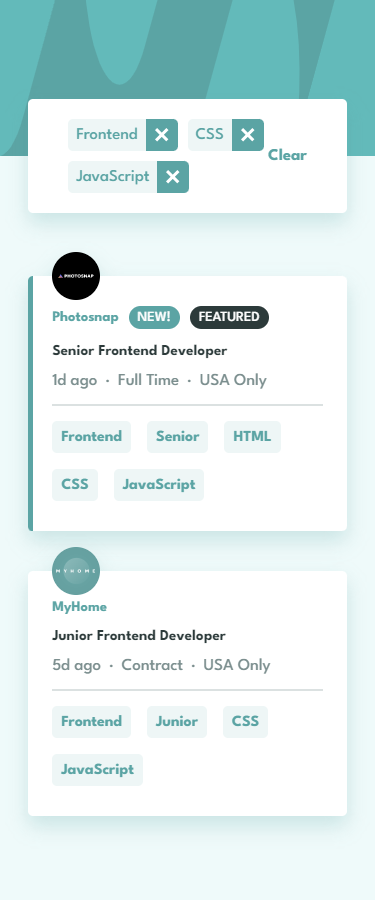 Frontend CSS
JavaScript
Clear
PHOTOSNAP
Photosnap NEW! FEATURED
Senior Frontend Developer
1d ago · Full Time · USA Only
Frontend Senior HTML
CSS JavaScript
MYHOME
MyHome
Junior Frontend Developer
5d ago · Contract · USA Only
Frontend Junior CSS
JavaScript